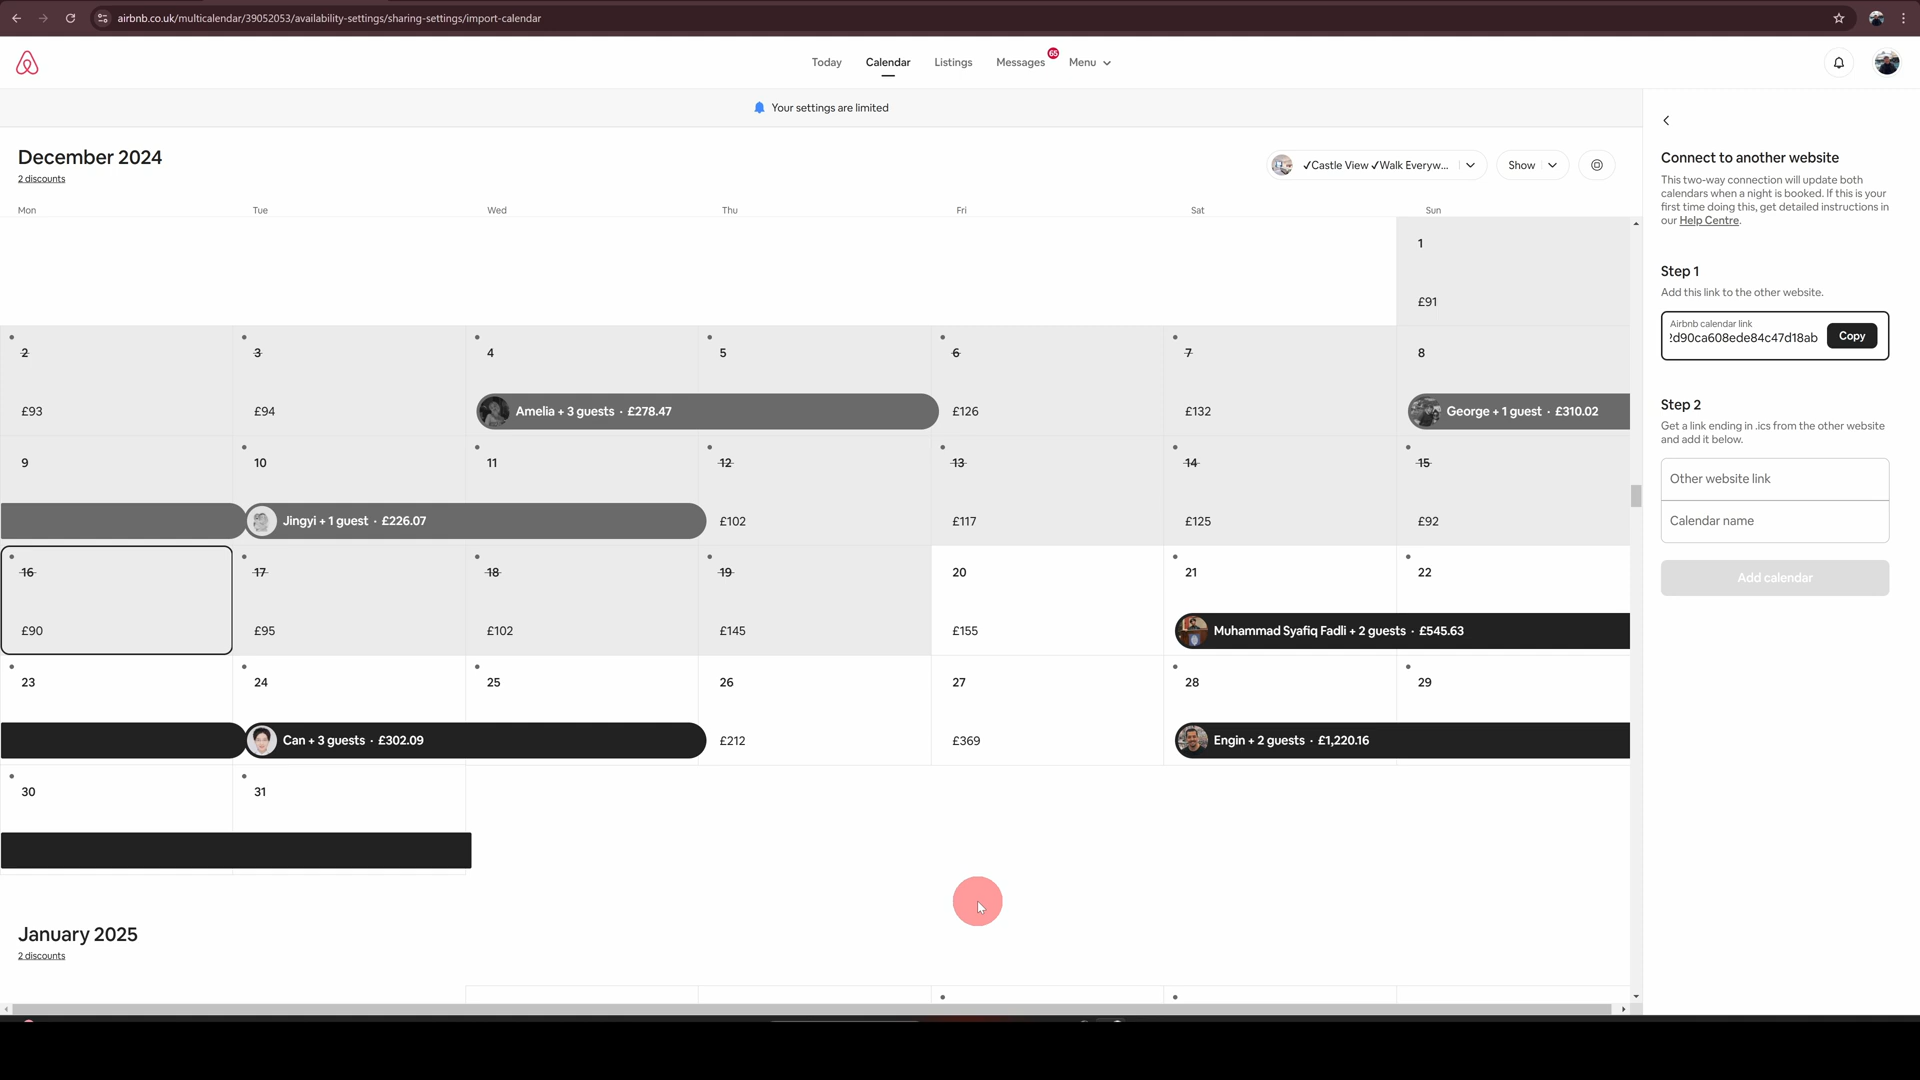 airbnb.co.uk/multicalendar/39052053/availability-settings/sharing-settings/import-calendar
Today
Calendar
Listings
Messages
65
Menu
Your settings are limited
December 2024
2 discounts
✓Castle View ✓Walk Everyw...
Show
Mon Tue Wed Thu Fri Sat Sun
1
£91
2 3 4 5 6 7 8
£93 £94 Amelia + 3 guests · £278.47 £126 £132 George + 1 guest · £310.02
9 10 11 12 13 14 15
Jingyi + 1 guest · £226.07 £102 £117 £125 £92
16 17 18 19 20 21 22
£90 £95 £102 £145 £155 Muhammad Syafiq Fadli + 2 guests · £545.63
23 24 25 26 27 28 29
Can + 3 guests · £302.09 £212 £369 Engin + 2 guests · £1,220.16
30 31
January 2025
2 discounts
Connect to another website
This two-way connection will update both
calendars when a night is booked. If this is your
first time doing this, get detailed instructions in
our Help Centre.
Step 1
Add this link to the other website.
Airbnb calendar link
d90ca608ede84c47d18ab
Copy
Step 2
Get a link ending in .ics from the other website
and add it below.
Other website link
Calendar name
Add calendar